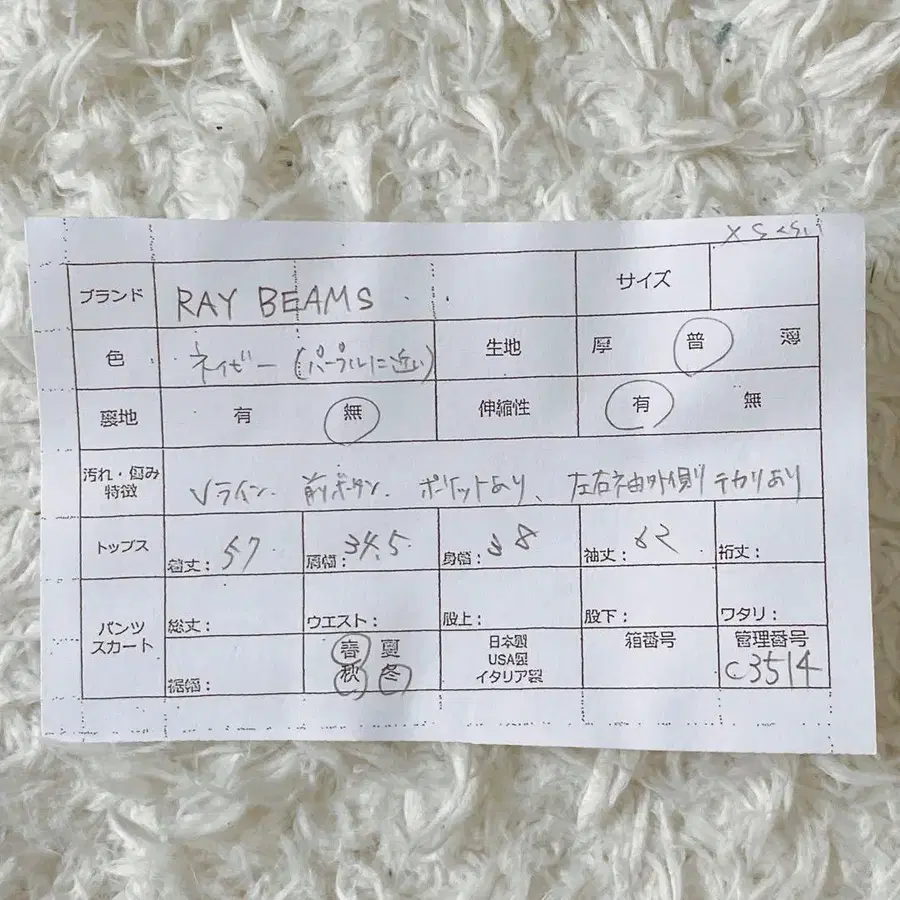 XSくらい
ブランド RAY BEAMS サイズ
色 ネイビー (パープルに近い) 生地 厚 普 薄
裏地 有 無 伸縮性 有 無
汚れ・傷み
特徴 Vライン、前ボタン、ポケットあり、左右袖外側テカリあり
トップス 着丈: 57 肩幅: 34.5 身幅: 38 袖丈: 62 裄丈:
パンツ
スカート 総丈: ウエスト: 股上: 股下: ワタリ:
裾幅: 春 夏 日本製 箱番号 管理番号
秋 冬 USA製 C3514
イタリア製